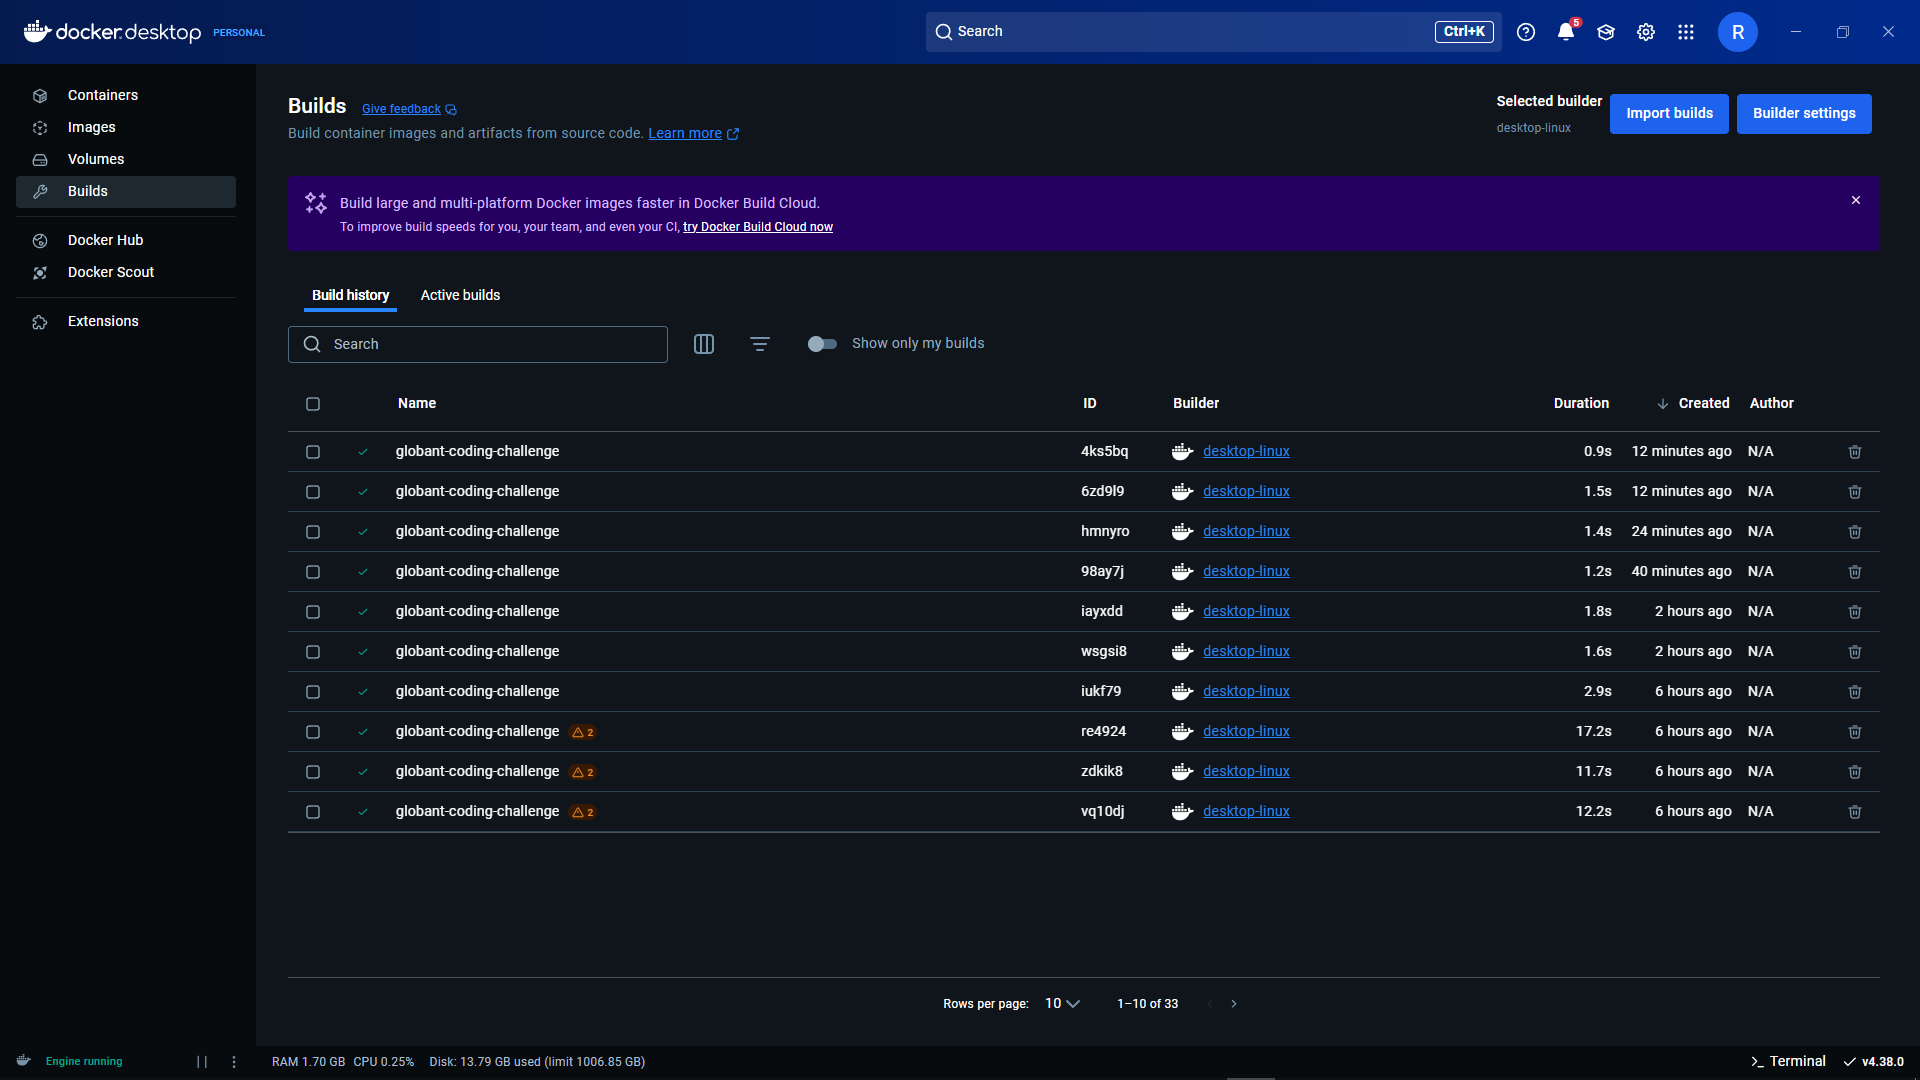 docker.desktop PERSONAL
Search Ctrl+K
5
R
Containers
Images
Volumes
Builds
Docker Hub
Docker Scout
Extensions
Builds Give feedback
Build container images and artifacts from source code. Learn more
Selected builder
desktop-linux
Import builds
Builder settings
Build large and multi-platform Docker images faster in Docker Build Cloud.
To improve build speeds for you, your team, and even your CI, try Docker Build Cloud now
Build history Active builds
Search Show only my builds
Name ID Builder Duration Created Author
globant-coding-challenge 4ks5bq desktop-linux 0.9s 12 minutes ago N/A
globant-coding-challenge 6zd9l9 desktop-linux 1.5s 12 minutes ago N/A
globant-coding-challenge hmnyro desktop-linux 1.4s 24 minutes ago N/A
globant-coding-challenge 98ay7j desktop-linux 1.2s 40 minutes ago N/A
globant-coding-challenge iayxdd desktop-linux 1.8s 2 hours ago N/A
globant-coding-challenge wsgsi8 desktop-linux 1.6s 2 hours ago N/A
globant-coding-challenge iukf79 desktop-linux 2.9s 6 hours ago N/A
globant-coding-challenge 2 re4924 desktop-linux 17.2s 6 hours ago N/A
globant-coding-challenge 2 zdkik8 desktop-linux 11.7s 6 hours ago N/A
globant-coding-challenge 2 vq10dj desktop-linux 12.2s 6 hours ago N/A
Rows per page: 10 1–10 of 33
Engine running RAM 1.70 GB CPU 0.25% Disk: 13.79 GB used (limit 1006.85 GB) Terminal v4.38.0